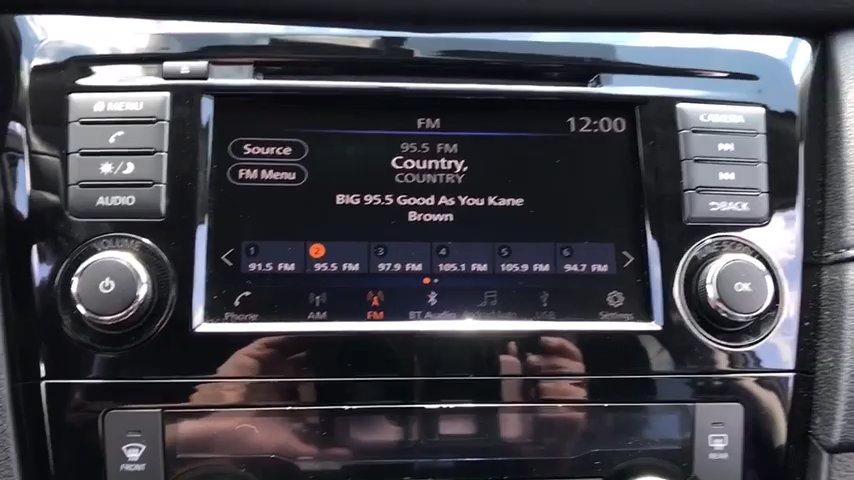 MENU
AUDIO
VOLUME
FM
12:00
Source
FM Menu
95.5 FM
Country,
COUNTRY
BIG 95.5 Good As You Kane
Brown
1 2 3 4 5 6
91.5 FM 95.5 FM 97.9 FM 105.1 FM 105.9 FM 94.7 FM
Phone AM FM BT Audio USB Settings
CAMERA
BACK
OK
FRONT
REAR